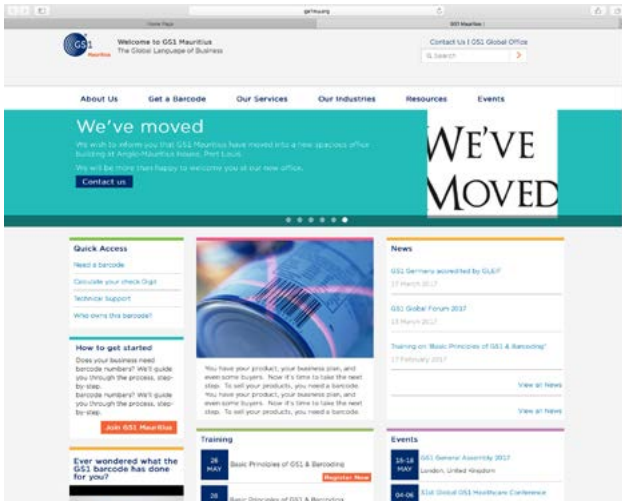 gs1mu.org
Home Page
GS1 Mauritius |
GS1
Mauritius
Welcome to GS1 Mauritius
The Global Language of Business
Contact Us | GS1 Global Office
Search
About Us
Get a Barcode
Our Services
Our Industries
Resources
Events
We've moved
We wish to inform you that GS1 Mauritius have moved into a new spacious office
building at Anglo-Mauritius House, Port Louis.
We will be more than happy to welcome you at our new office.
Contact us
WE'VE
MOVED
Quick Access
Need a barcode
Calculate your check Digit
Technical Support
Who owns this barcode?
How to get started
Does your business need
barcode numbers? We'll guide
you through the process, step-
by-step.
barcode numbers? We'll guide
you through the process, step-
by-step.
Join GS1 Mauritius
Ever wondered what the
GS1 barcode has done
for you?
You have your product, your business plan, and
even some buyers. Now it's time to take the next
step. To sell your products, you need a barcode.
You have your product, your business plan, and
even some buyers. Now it's time to take the next
step. To sell your products, you need a barcode.
Training
26
MAY
Basic Principles of GS1 & Barcoding
Register Now
28
Basic Principles of GS1 & Barcoding
News
GS1 Germany accredited by GLEIF
17 March 2017
GS1 Global Forum 2017
13 March 2017
Training on "Basic Principles of GS1 & Barcoding"
17 February 2017
View all News
View all News
Events
15-18
MAY
GS1 General Assembly 2017
London, United Kingdom
04-06
31st Global GS1 Healthcare Conference